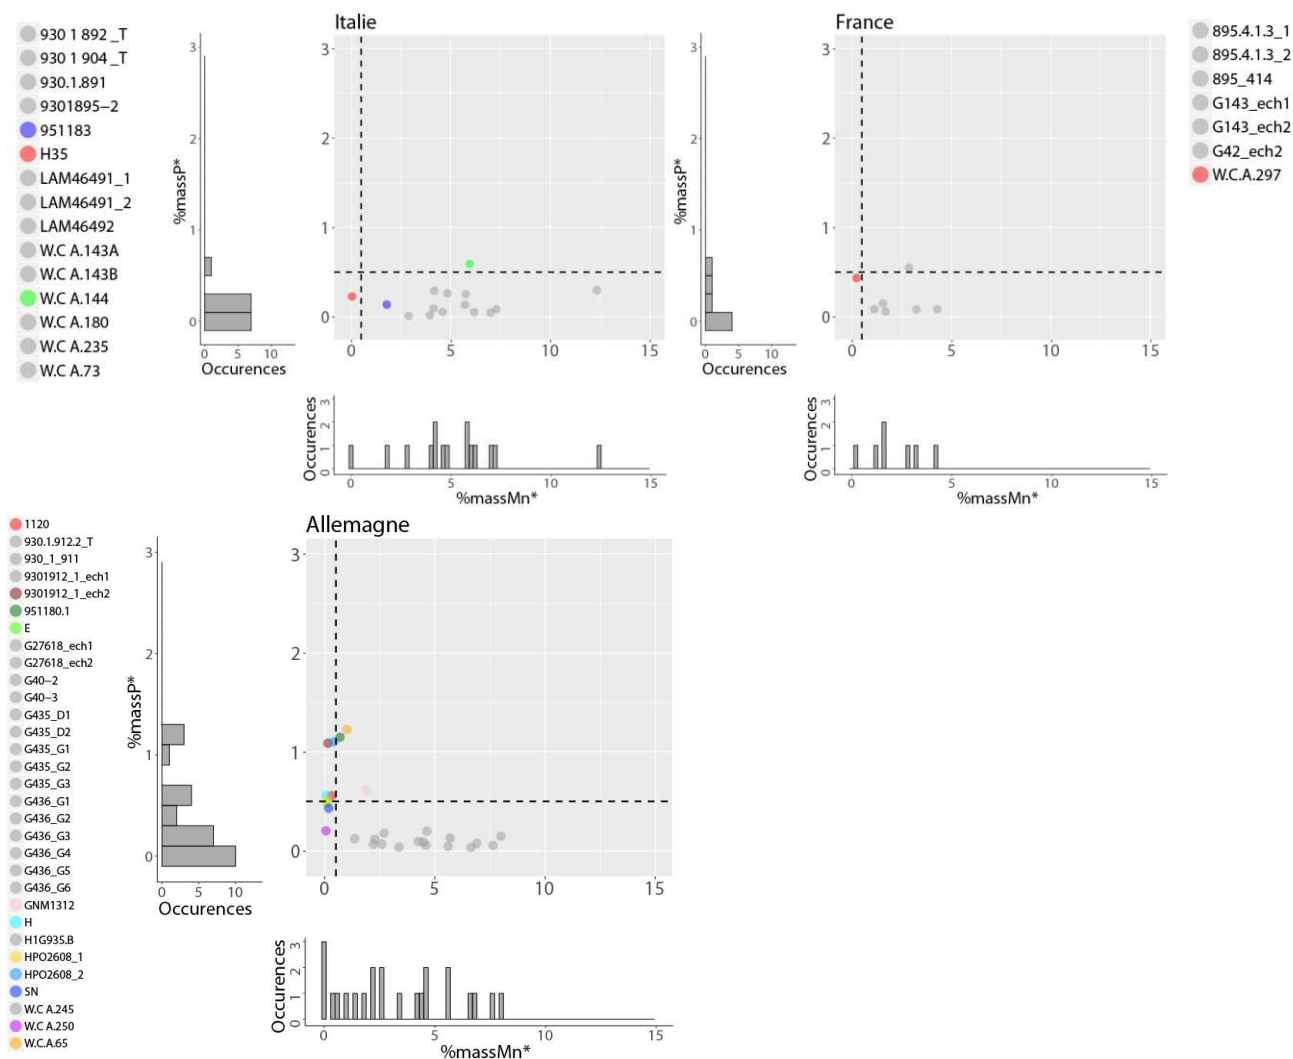 930 1 892 _T
930 1 904 _T
930.1.891
9301895-2
951183
H35
LAM46491_1
LAM46491_2
LAM46492
W.C A.143A
W.C A.143B
W.C A.144
W.C A.180
W.C A.235
W.C A.73
Italie
%massP*
3
2
1
0
0 5 10
Occurences
3
2
1
0
0 5 10 15
Occurences
3
2
1
0
0 5 10 15
%massMn*
France
%massP*
3
2
1
0
0 5 10
Occurences
3
2
1
0
0 5 10 15
Occurences
3
2
1
0
0 5 10 15
%massMn*
895.4.1.3_1
895.4.1.3_2
895_414
G143_ech1
G143_ech2
G42_ech2
W.C.A.297
1120
930.1.912.2_T
930_1_911
9301912_1_ech1
9301912_1_ech2
951180.1
E
G27618_ech1
G27618_ech2
G40-2
G40-3
G435_D1
G435_D2
G435_G1
G435_G2
G435_G3
G436_G1
G436_G2
G436_G3
G436_G4
G436_G5
G436_G6
GNM1312
H
H1G935.B
HPO2608_1
HPO2608_2
SN
W.C A.245
W.C A.250
W.C.A.65
Allemagne
%massP*
3
2
1
0
0 5 10
Occurences
3
2
1
0
0 5 10 15
Occurences
3
2
1
0
0 5 10 15
%massMn*